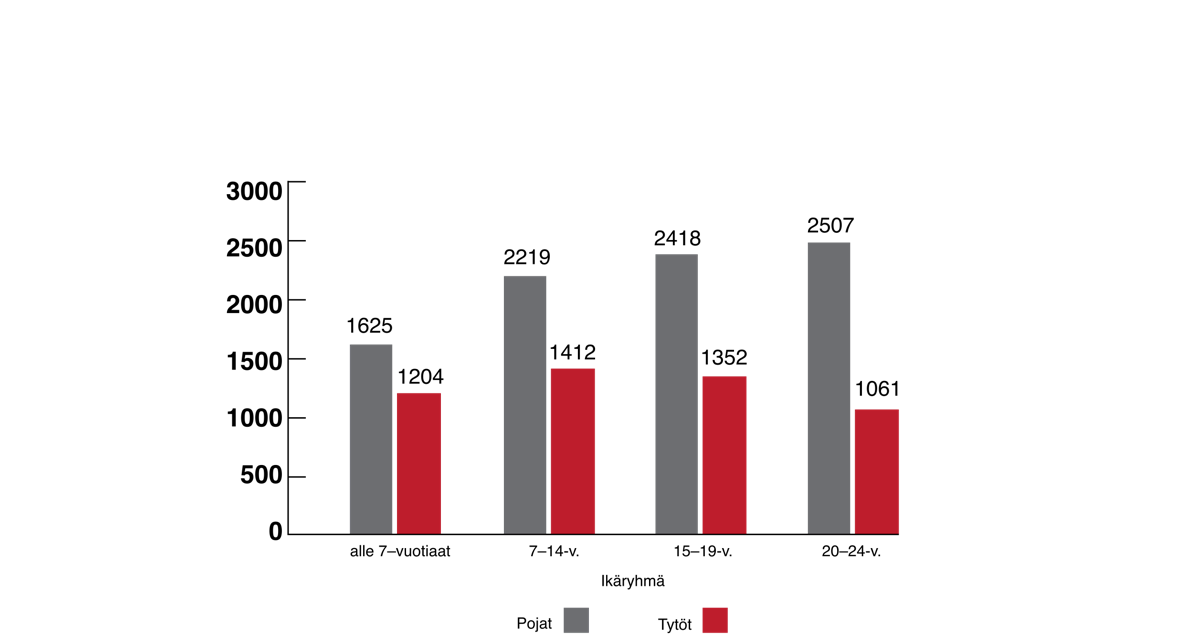 3000
2500
2000
1500
1000
500
0
1625
1204
2219
1412
2418
1352
2507
1061
alle 7–vuotiaat
7–14-v.
15–19-v.
20–24-v.
Ikäryhmä
Pojat
Tytöt